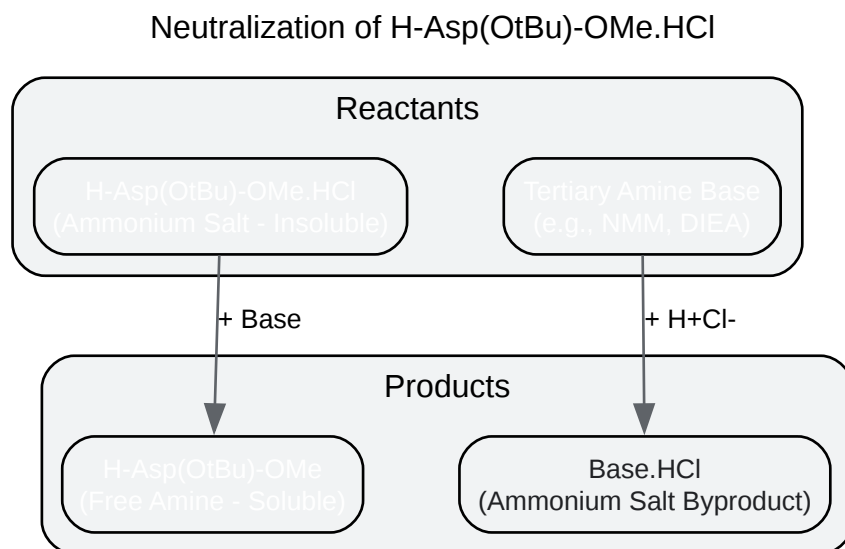 Neutralization of H-Asp(OtBu)-OMe.HCl
Reactants
H-Asp(OtBu)-OMe.HCl
(Ammonium Salt - Insoluble)
Tertiary Amine Base
(e.g., NMM, DIEA)
+ Base
+ H+Cl-
Products
H-Asp(OtBu)-OMe
(Free Amine - Soluble)
Base.HCl
(Ammonium Salt Byproduct)